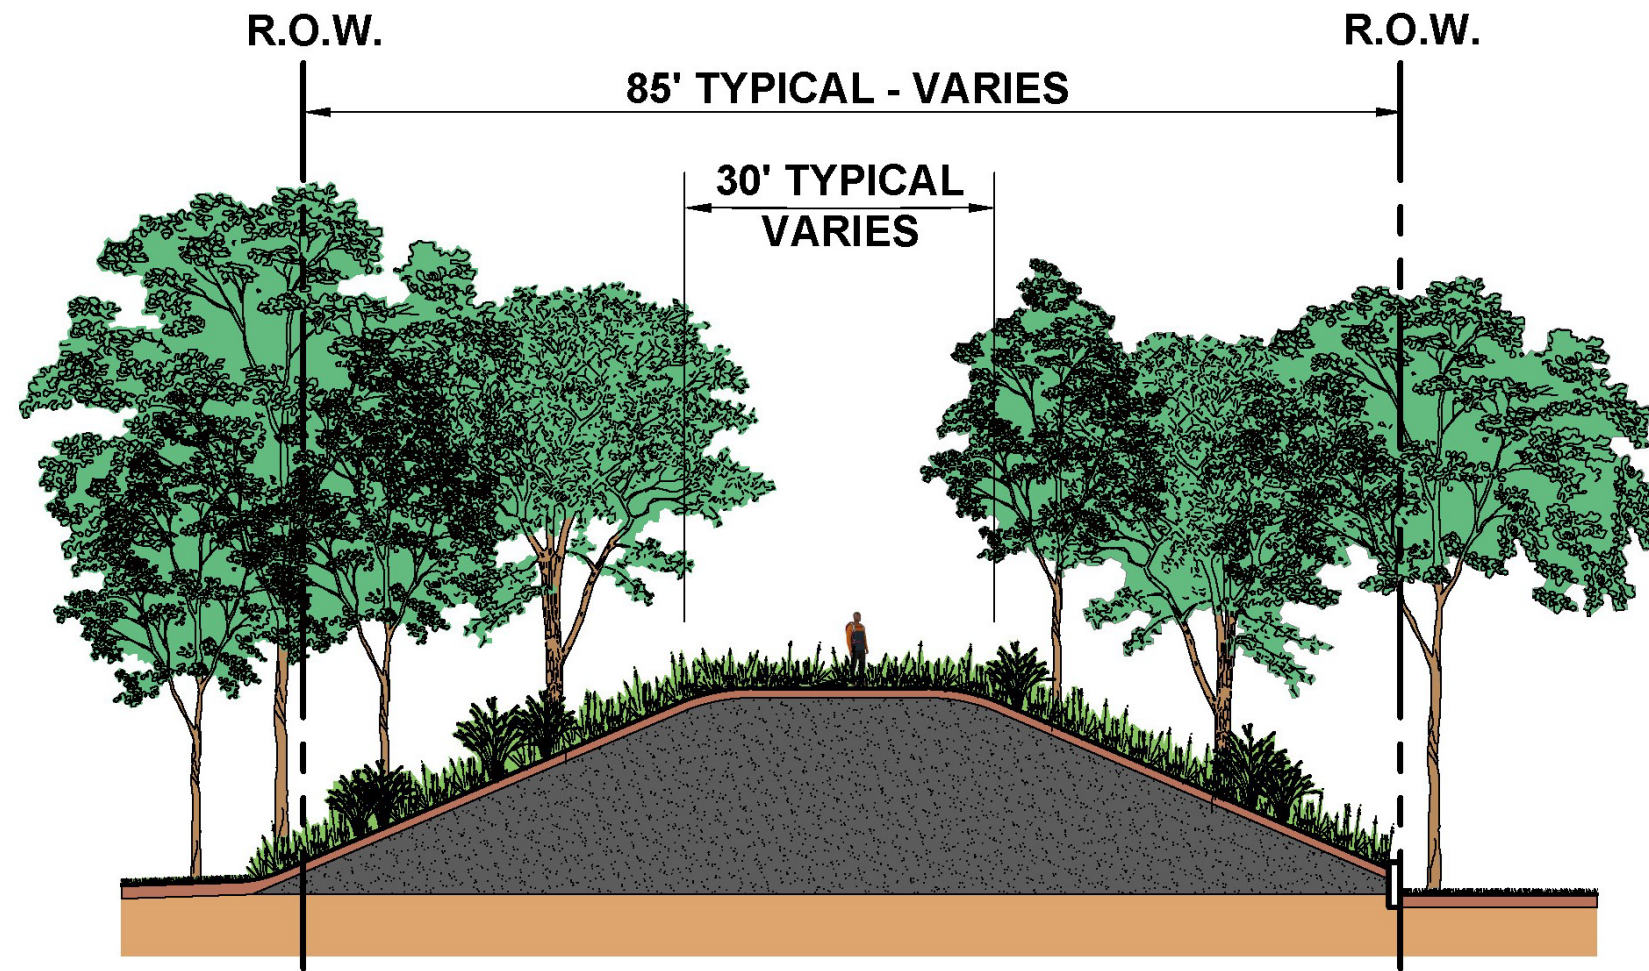 R.O.W.
R.O.W.
85' TYPICAL - VARIES
30' TYPICAL
VARIES